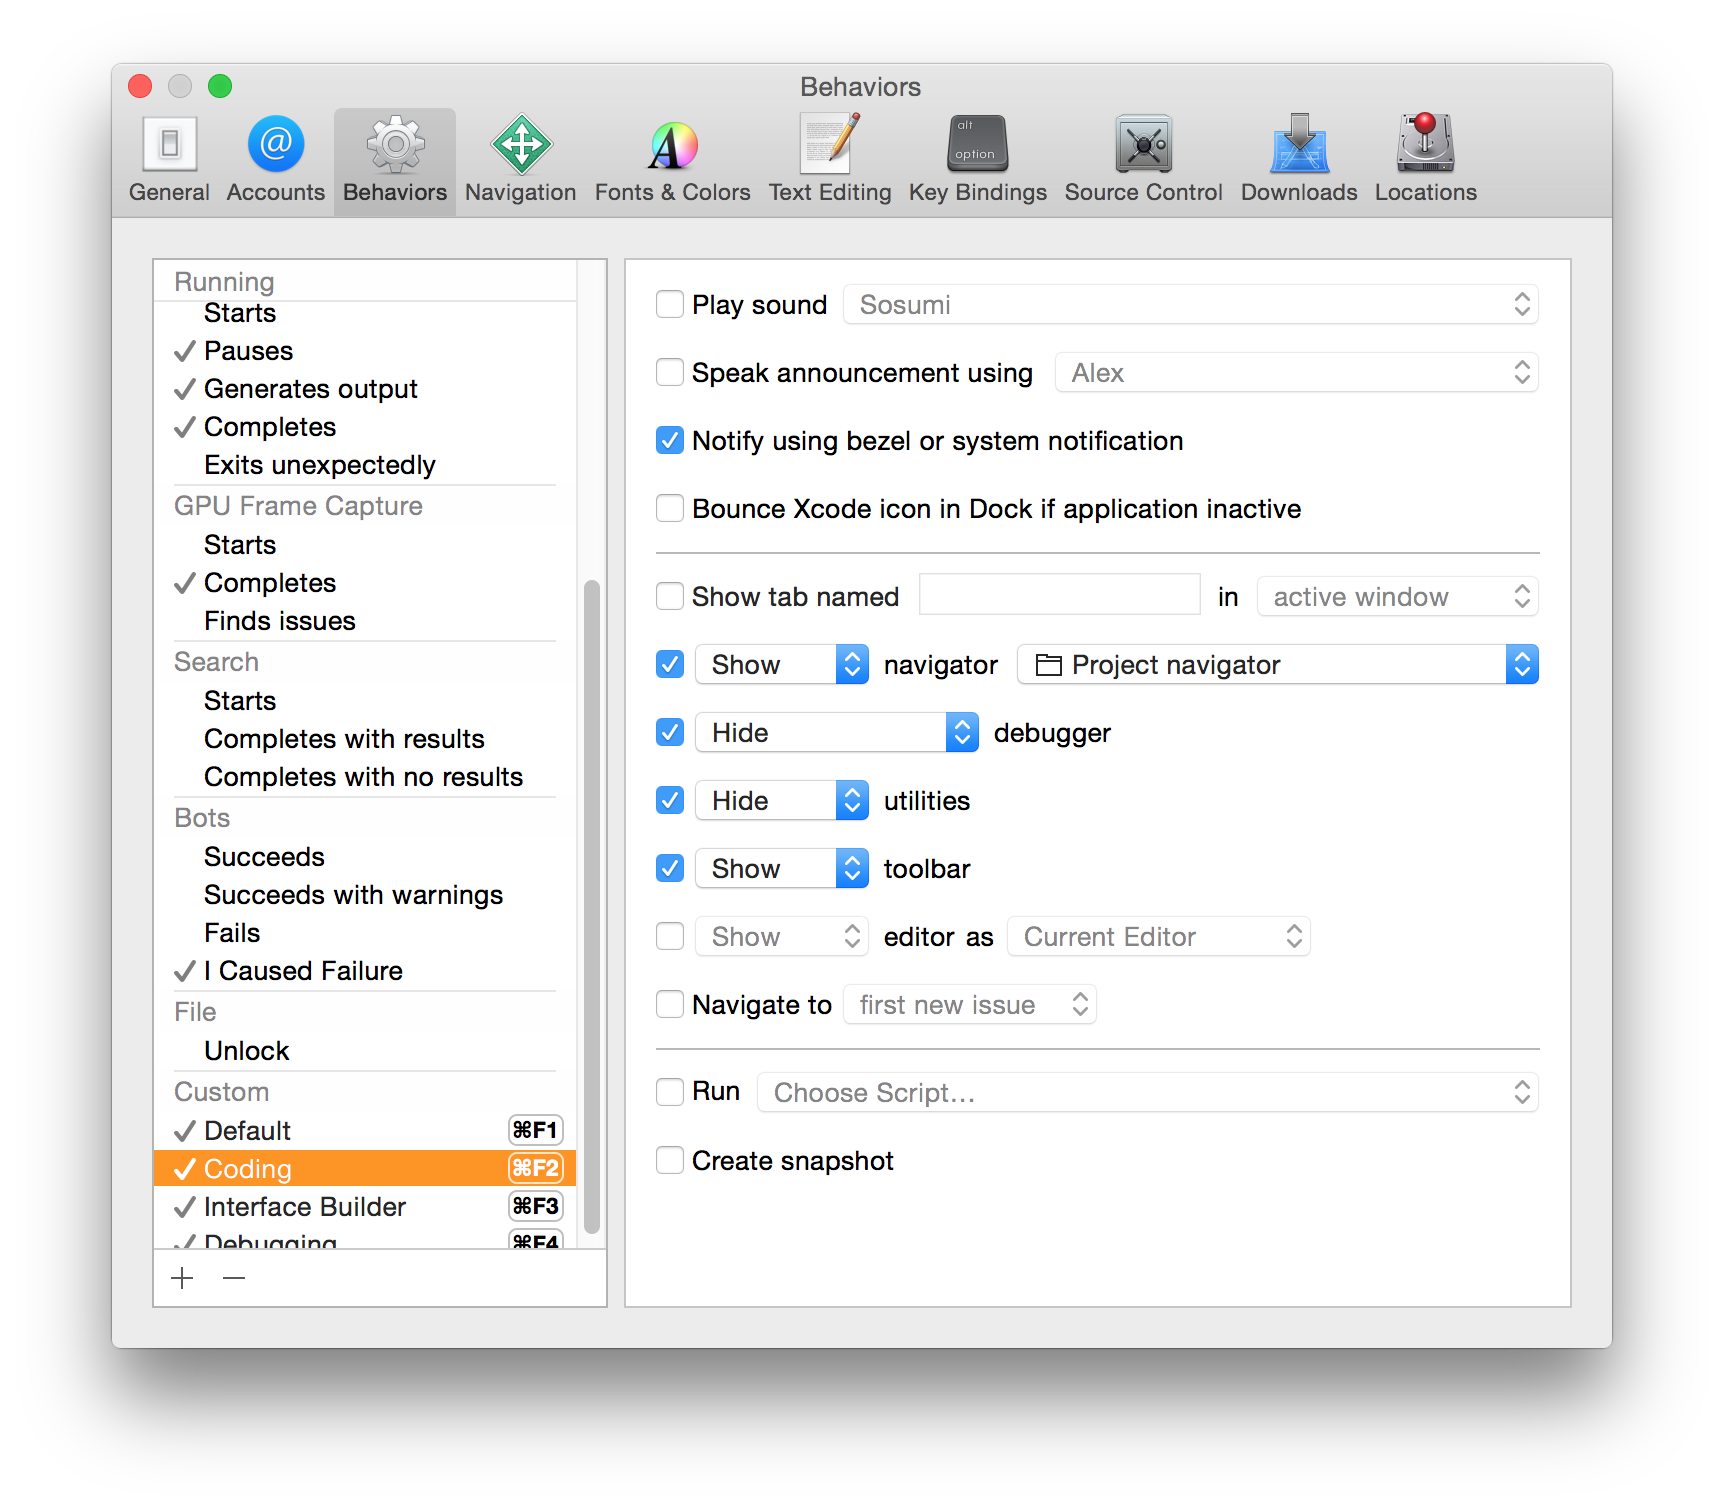 Behaviors
General Accounts Behaviors Navigation Fonts & Colors Text Editing Key Bindings Source Control Downloads Locations
@
A
alt
option
Running
Starts
Pauses
Generates output
Completes
Exits unexpectedly
GPU Frame Capture
Starts
Completes
Finds issues
Search
Starts
Completes with results
Completes with no results
Bots
Succeeds
Succeeds with warnings
Fails
I Caused Failure
File
Unlock
Custom
Default ⌘F1
Coding ⌘F2
Interface Builder ⌘F3
Debugging ⌘F4
Play sound Sosumi
Speak announcement using Alex
Notify using bezel or system notification
Bounce Xcode icon in Dock if application inactive
Show tab named in active window
Show navigator Project navigator
Hide debugger
Hide utilities
Show toolbar
Show editor as Current Editor
Navigate to first new issue
Run Choose Script...
Create snapshot